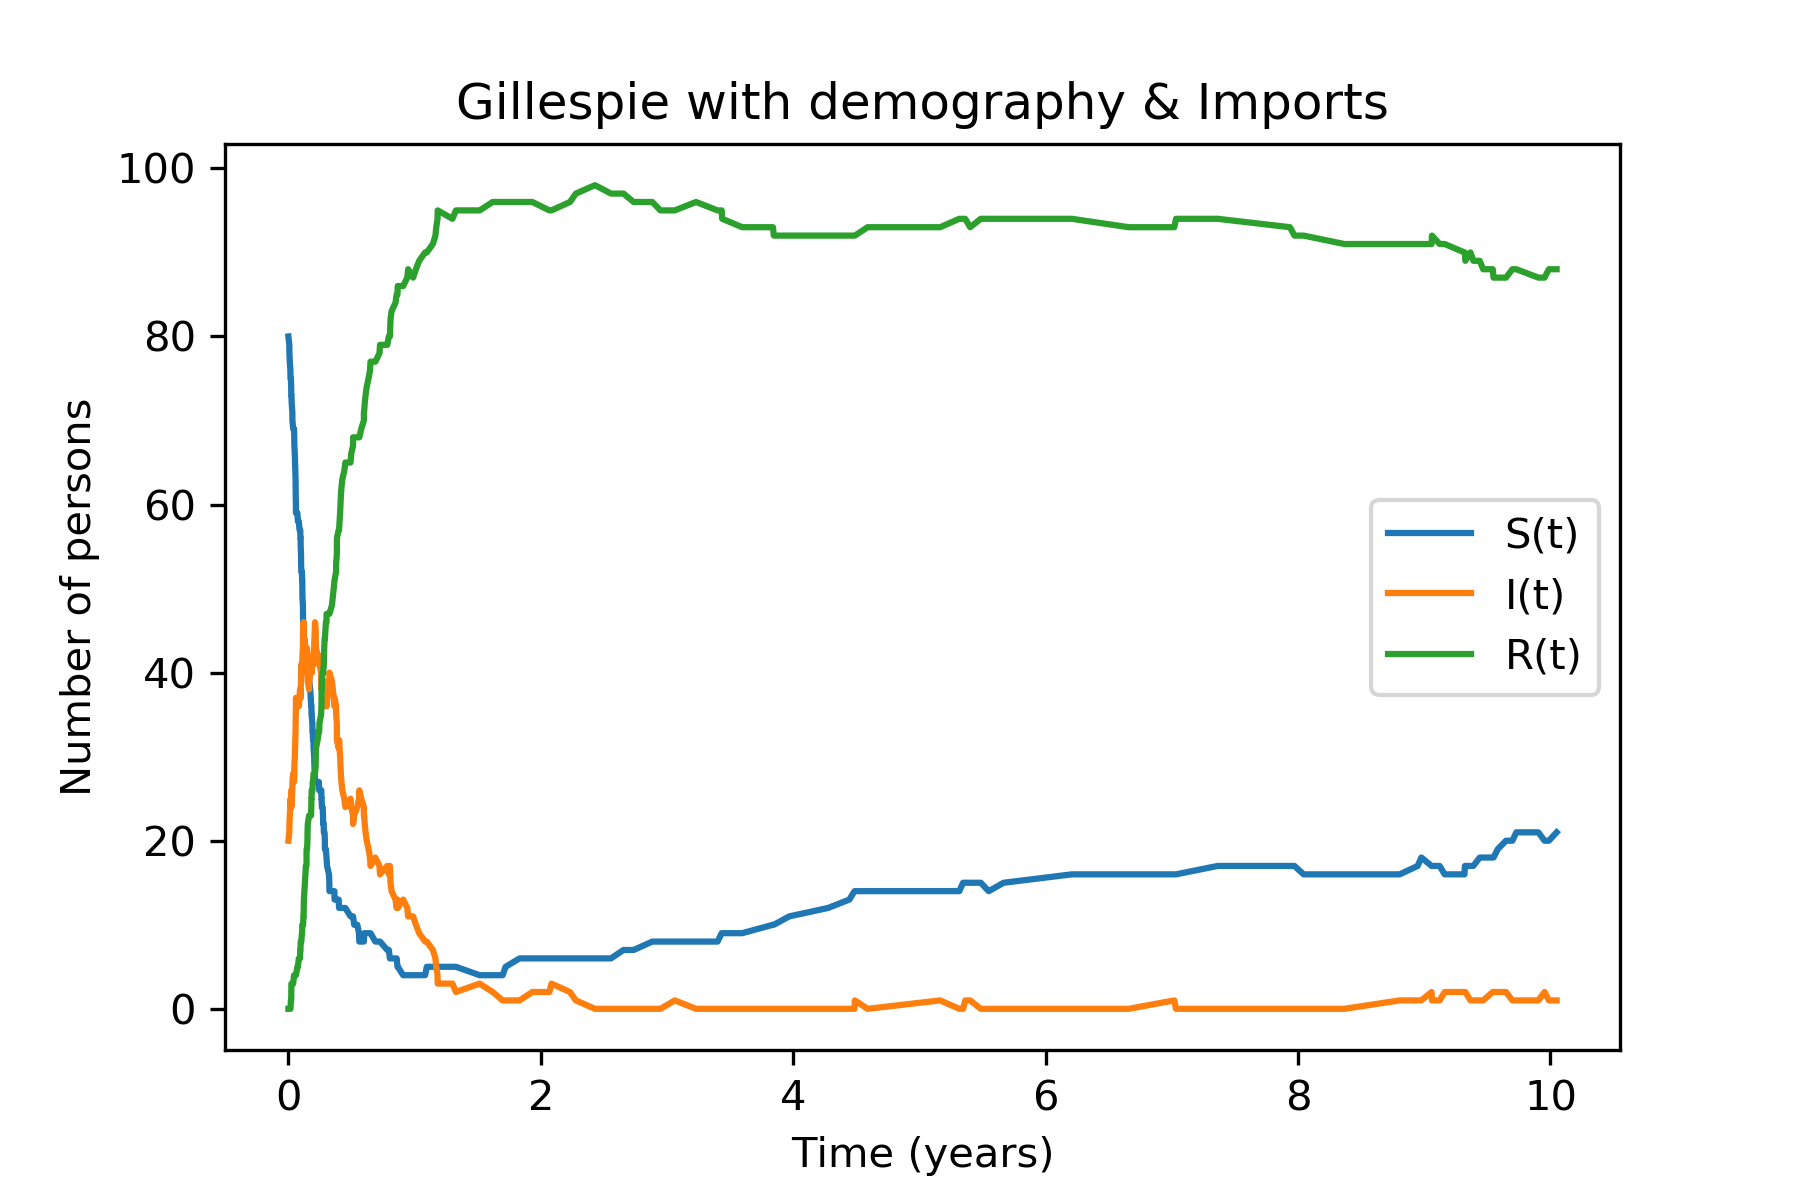 Gillespie with demography & Imports
100
80
60
40
20
0
Number of persons
S(t)
I(t)
R(t)
0 2 4 6 8 10
Time (years)